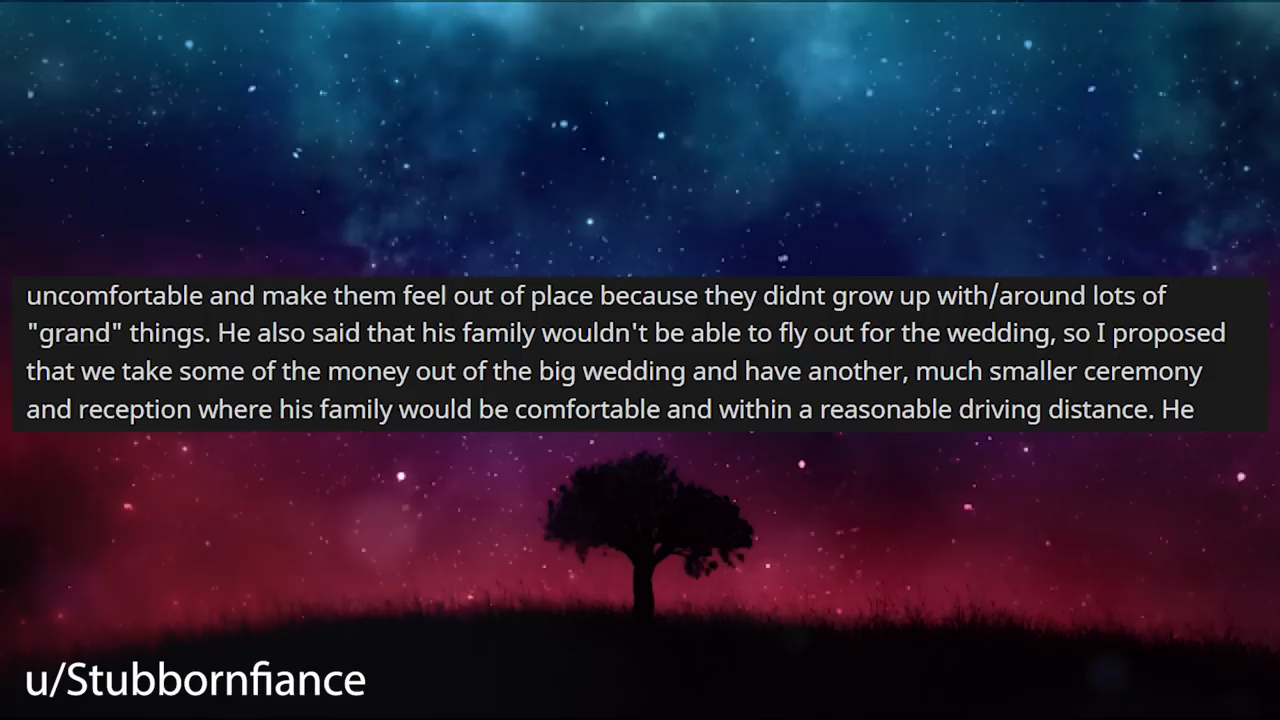 uncomfortable and make them feel out of place because they didnt grow up with/around lots of
"grand" things. He also said that his family wouldn't be able to fly out for the wedding, so I proposed
that we take some of the money out of the big wedding and have another, much smaller ceremony
and reception where his family would be comfortable and within a reasonable driving distance. He
u/Stubbornfiance